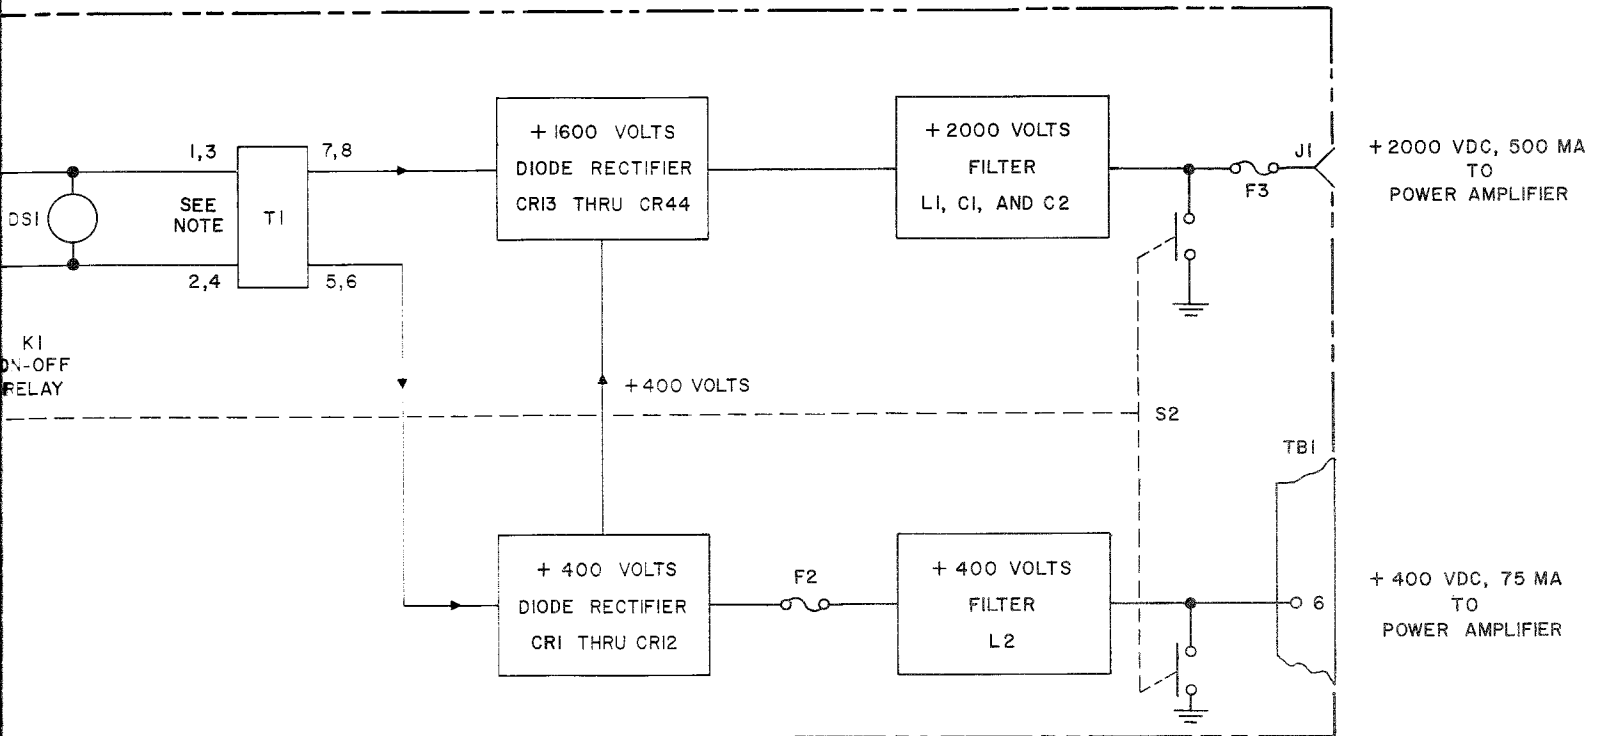 +1600 VOLTS
DIODE RECTIFIER
CR13 THRU CR44
+2000 VOLTS
FILTER
L1, C1, AND C2
J1
F3
+2000 VDC, 500 MA
TO
POWER AMPLIFIER
1,3
7,8
DS1
SEE
NOTE
T1
2,4
5,6
K1
ON-OFF
RELAY
+400 VOLTS
S2
TB1
+ 400 VOLTS
DIODE RECTIFIER
CR1 THRU CR12
F2
+ 400 VOLTS
FILTER
L2
6
+ 400 VDC, 75 MA
TO
POWER AMPLIFIER